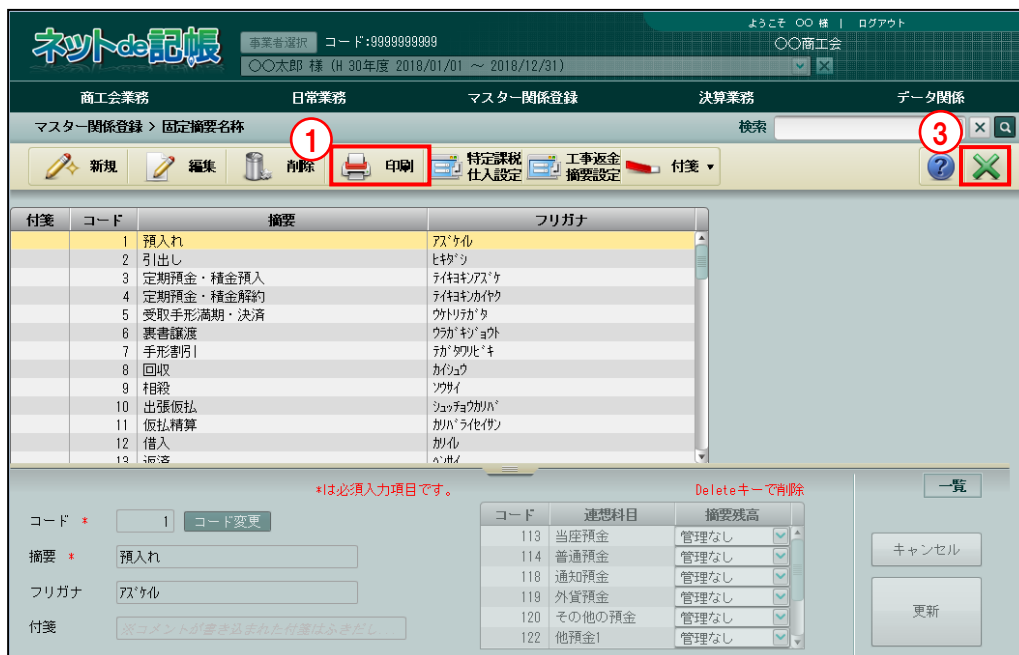 ようこそ 〇〇 様 | ログアウト
ネットde記帳
事業者選択 コード:9999999999
〇〇商工会
〇〇太郎 様 (H 30年度 2018/01/01 ～ 2018/12/31)
商工会業務 日常業務 マスター関係登録 決算業務 データ関係
マスター関係登録 > 固定摘要名称
検索
① ③
新規 編集 削除 印刷 特定課税仕入設定 工事返金摘要設定 付箋 ▼
付箋 コード 摘要 フリガナ
1 預入れ ｱｽﾞｹｲﾙ
2 引出し ﾋｷﾀﾞｼ
3 定期預金・積金預入 ﾃｲｷﾖｷﾝｱｽﾞｹ
4 定期預金・積金解約 ﾃｲｷﾖｷﾝｶｲﾔｸ
5 受取手形満期・決済 ｳｹﾄﾘﾃｶﾞﾀ
6 裏書譲渡 ｳﾗｶﾞｷｼﾞｮｳﾄ
7 手形割引 ﾃｶﾞﾀﾜﾘﾋﾞｷ
8 回収 ｶｲｼｭｳ
9 相殺 ｿｳｻｲ
10 出張仮払 ｼｭｯﾁｮｳｶﾘﾊﾞ
11 仮払精算 ｶﾘﾊﾞﾗｲｾｲｻﾝ
12 借入 ｶﾘｲﾚ
13 返済 ﾍﾝｻｲ
*は必須入力項目です。
Deleteキーで削除
一覧
コード * 1 コード変更
摘要 * 預入れ
フリガナ ｱｽﾞｹｲﾙ
付箋 ※コメントが書き込まれた付箋はふきだし
コード 連想科目 摘要残高
113 当座預金 管理なし
114 普通預金 管理なし
118 通知預金 管理なし
119 外貨預金 管理なし
120 その他の預金 管理なし
122 他預金1 管理なし
キャンセル
更新